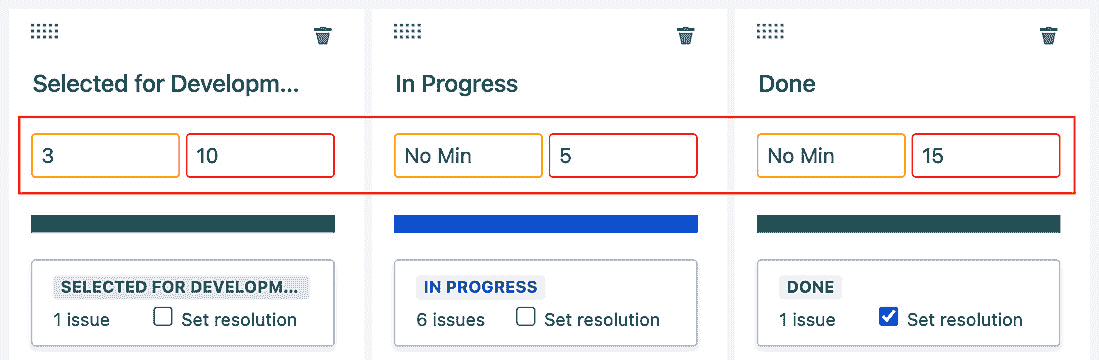 Selected for Developm...
3
10
SELECTED FOR DEVELOPM...
1 issue
Set resolution
In Progress
No Min
5
IN PROGRESS
6 issues
Set resolution
Done
No Min
15
DONE
1 issue
Set resolution